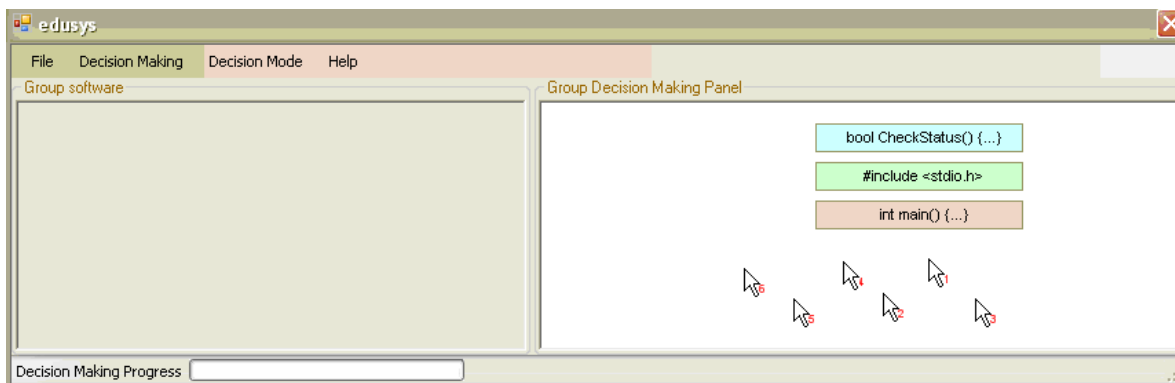 edusys
File Decision Making Decision Mode Help
Group software
Group Decision Making Panel
bool CheckStatus() {...}
#include <stdio.h>
int main() {...}
6
4
1
5
2
3
Decision Making Progress